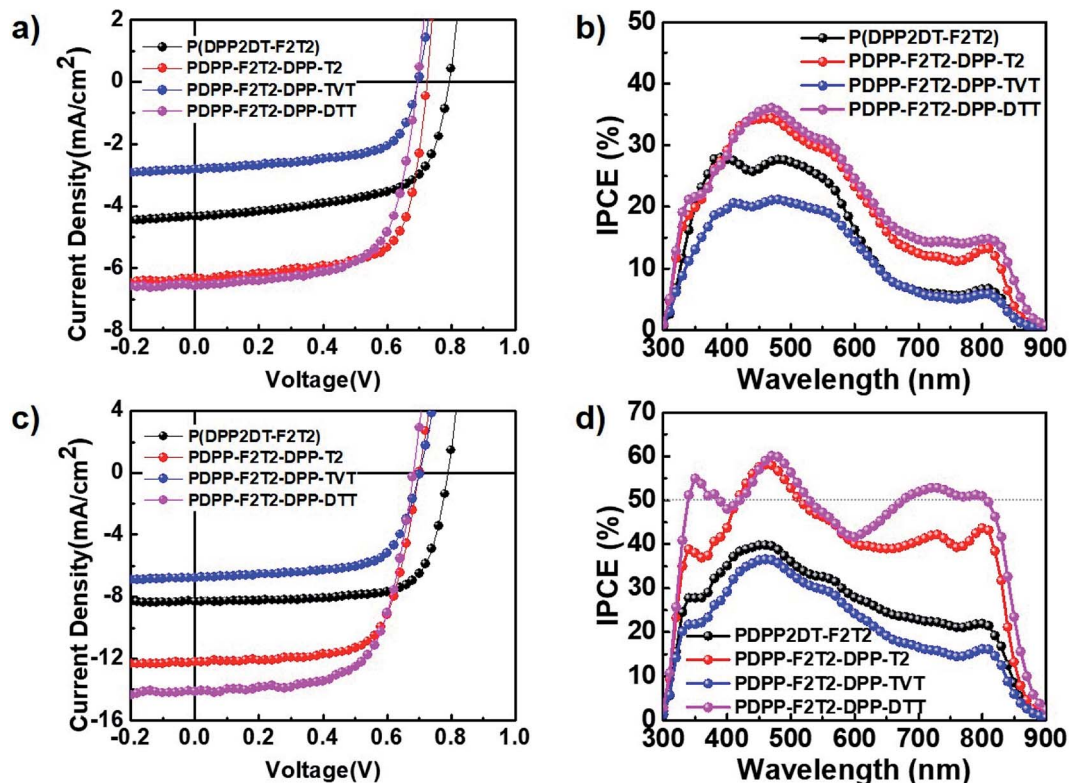 a)
Current Density(mA/cm²)
2
0
-2
-4
-6
-8
P(DPP2DT-F2T2)
PDPP-F2T2-DPP-T2
PDPP-F2T2-DPP-TVT
PDPP-F2T2-DPP-DTT
-0.2 0.0 0.2 0.4 0.6 0.8 1.0
Voltage(V)
b)
IPCE (%)
50
40
30
20
10
0
P(DPP2DT-F2T2)
PDPP-F2T2-DPP-T2
PDPP-F2T2-DPP-TVT
PDPP-F2T2-DPP-DTT
300 400 500 600 700 800 900
Wavelength (nm)
c)
Current Density(mA/cm²)
4
0
-4
-8
-12
-16
P(DPP2DT-F2T2)
PDPP-F2T2-DPP-T2
PDPP-F2T2-DPP-TVT
PDPP-F2T2-DPP-DTT
-0.2 0.0 0.2 0.4 0.6 0.8 1.0
Voltage(V)
d)
IPCE (%)
70
60
50
40
30
20
10
0
PDPP2DT-F2T2
PDPP-F2T2-DPP-T2
PDPP-F2T2-DPP-TVT
PDPP-F2T2-DPP-DTT
300 400 500 600 700 800 900
Wavelength (nm)